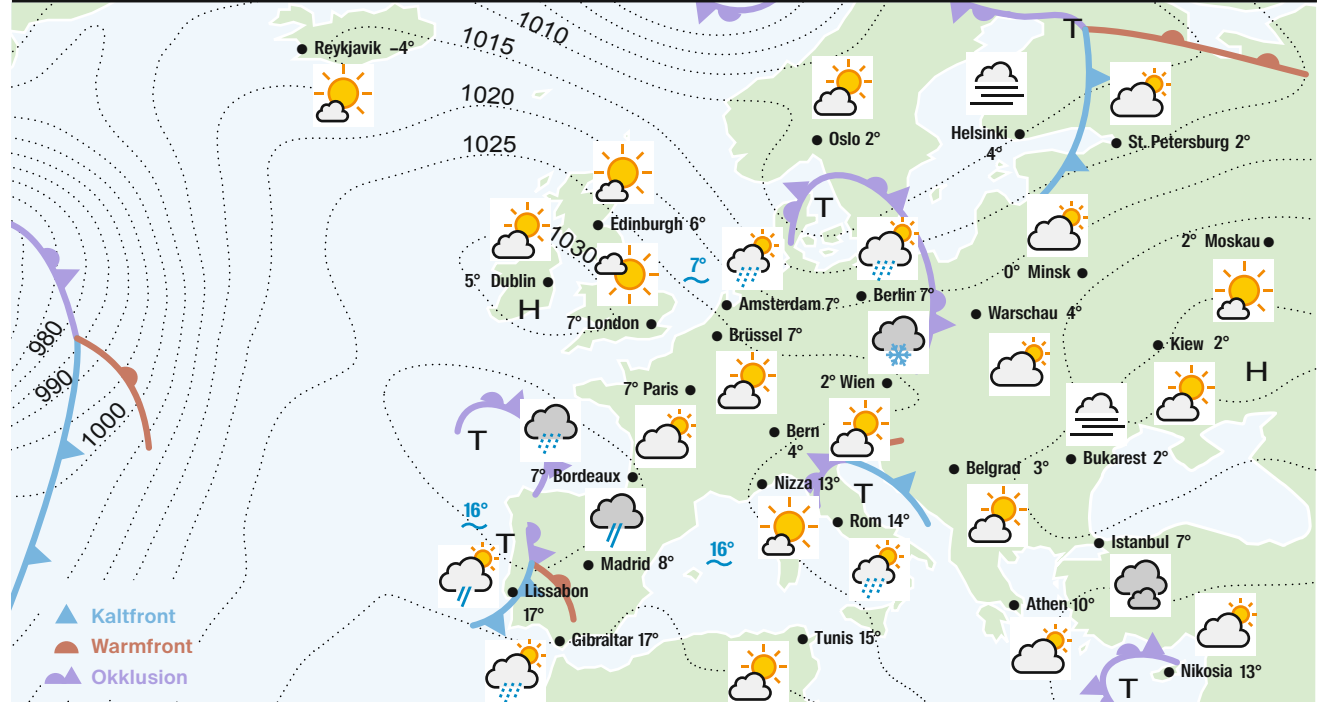 1010
1015
T
Reykjavik –4°
1020
Oslo 2°
Helsinki
4°
St. Petersburg 2°
1025
T
Edinburgh 6°
1030
2° Moskau
7°
5° Dublin
0° Minsk
H
Amsterdam 7°
Berlin 7°
7° London
Warschau 4°
980
Brüssel 7°
Kiew 2°
990
7° Paris
2° Wien
H
1000
T
Bern
4°
7° Bordeaux
Belgrad 3°
Bukarest 2°
Nizza 13°
T
16°
Rom 14°
T
16°
Istanbul 7°
Madrid 8°
Lissabon
17°
Athen 10°
Kaltfront
Gibraltar 17°
Tunis 15°
Warmfront
Okklusion
Nikosia 13°
T